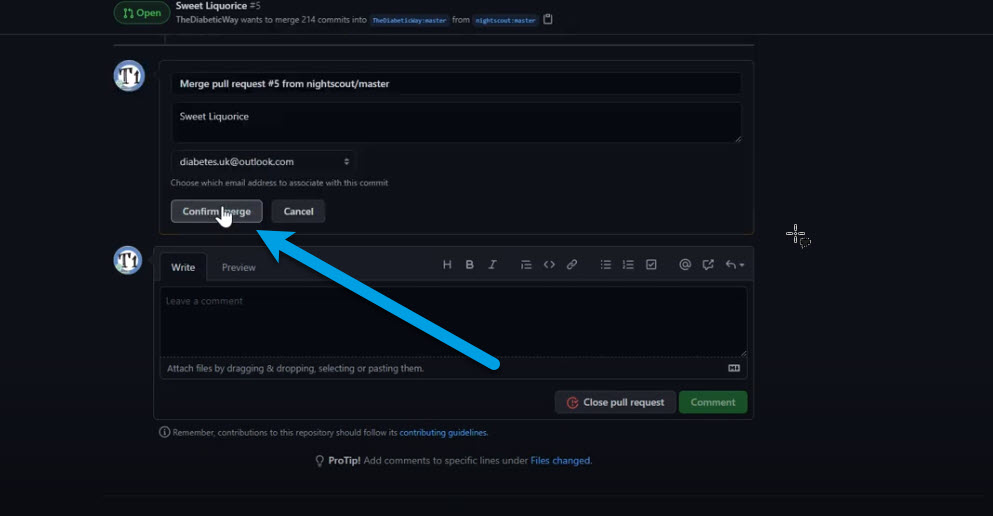 Open
Sweet Liquorice #5
TheDiabeticWay wants to merge 214 commits into TheDiabeticWay:master from nightscout:master
T1
Merge pull request #5 from nightscout/master
Sweet Liquorice
diabetes.uk@outlook.com
Choose which email address to associate with this commit
Confirm merge Cancel
T1
Write Preview H B I
Leave a comment
Attach files by dragging & dropping, selecting or pasting them.
Close pull request Comment
Remember, contributions to this repository should follow its contributing guidelines.
ProTip! Add comments to specific lines under Files changed.